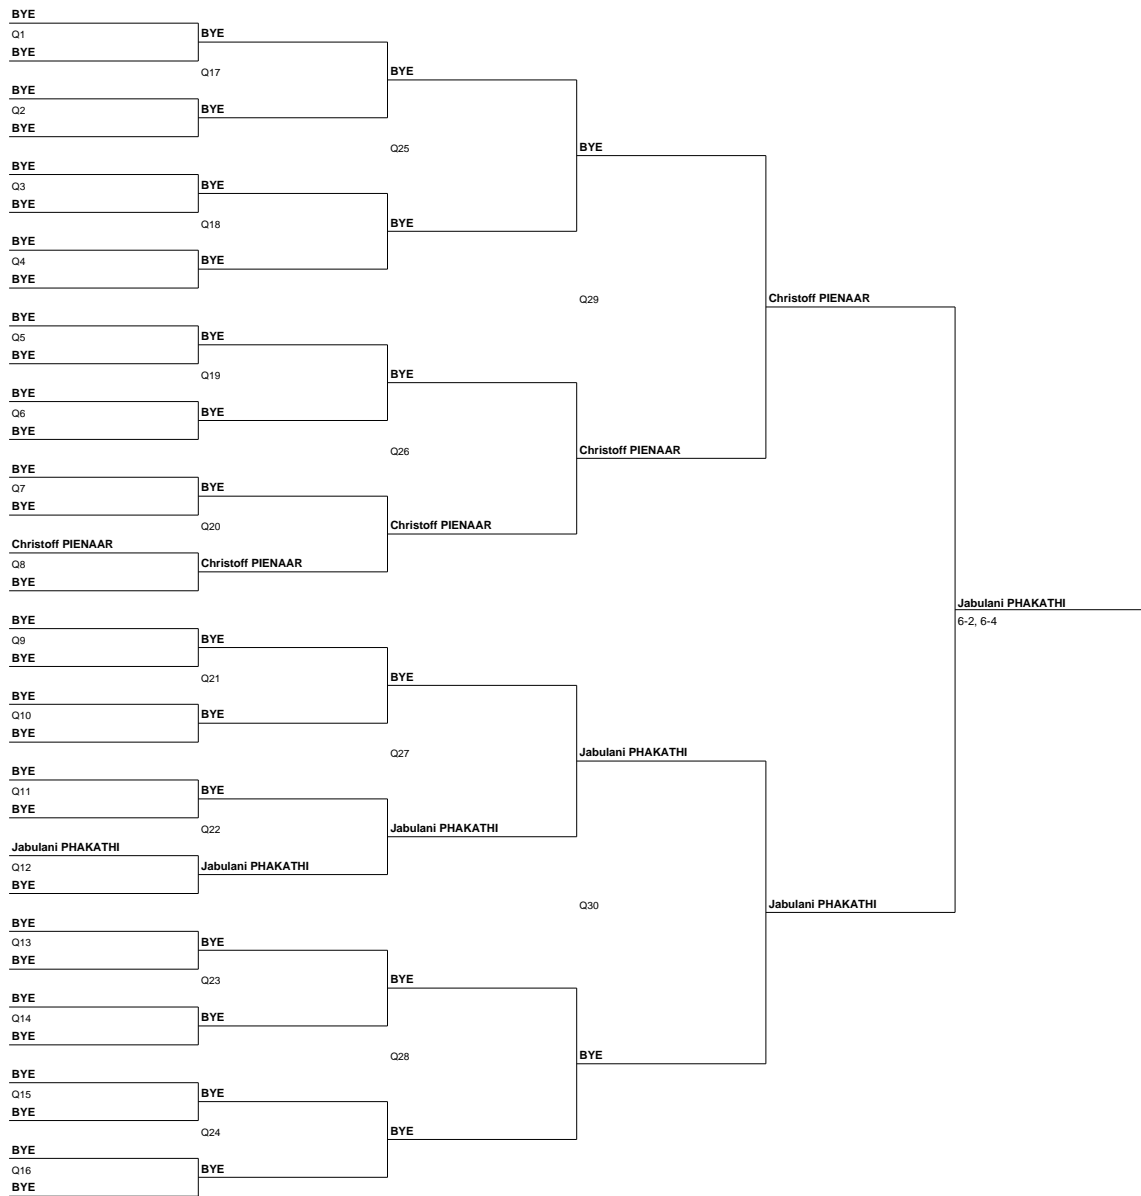 BYE
Q1
BYE
BYE
Q17
BYE
BYE
Q2
BYE
BYE
Q25
BYE
BYE
Q3
BYE
BYE
Q18
BYE
BYE
Q4
BYE
BYE
Q29
Christoff PIENAAR
BYE
Q5
BYE
BYE
Q19
BYE
BYE
Q6
BYE
BYE
Q26
Christoff PIENAAR
BYE
Q7
BYE
BYE
Q20
Christoff PIENAAR
Christoff PIENAAR
Q8
Christoff PIENAAR
BYE
Jabulani PHAKATHI
6-2, 6-4
BYE
Q9
BYE
BYE
Q21
BYE
BYE
Q10
BYE
BYE
Q27
Jabulani PHAKATHI
BYE
Q11
BYE
BYE
Q22
Jabulani PHAKATHI
Jabulani PHAKATHI
Q12
Jabulani PHAKATHI
BYE
Q30
Jabulani PHAKATHI
BYE
Q13
BYE
BYE
Q23
BYE
BYE
Q14
BYE
BYE
Q28
BYE
BYE
Q15
BYE
BYE
Q24
BYE
BYE
Q16
BYE
BYE